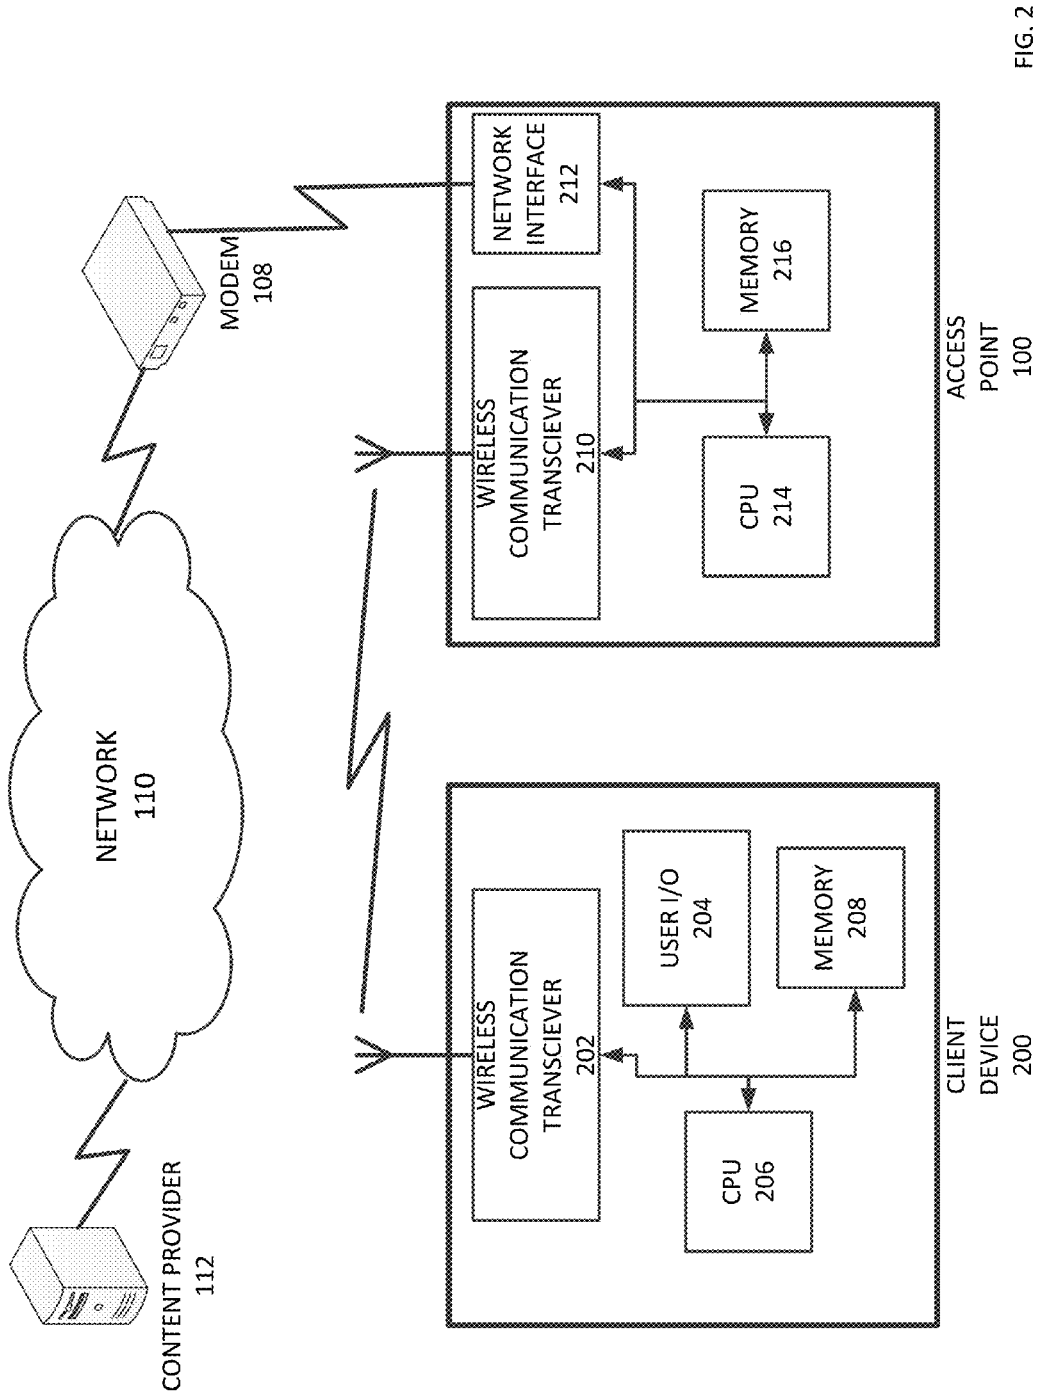 CONTENT PROVIDER
112
NETWORK
110
MODEM
108
WIRELESS
COMMUNICATION
TRANSCIEVER
202
USER I/O
204
CPU
206
MEMORY
208
CLIENT
DEVICE
200
WIRELESS
COMMUNICATION
TRANSCIEVER
210
NETWORK
INTERFACE
212
CPU
214
MEMORY
216
ACCESS
POINT
100
FIG. 2